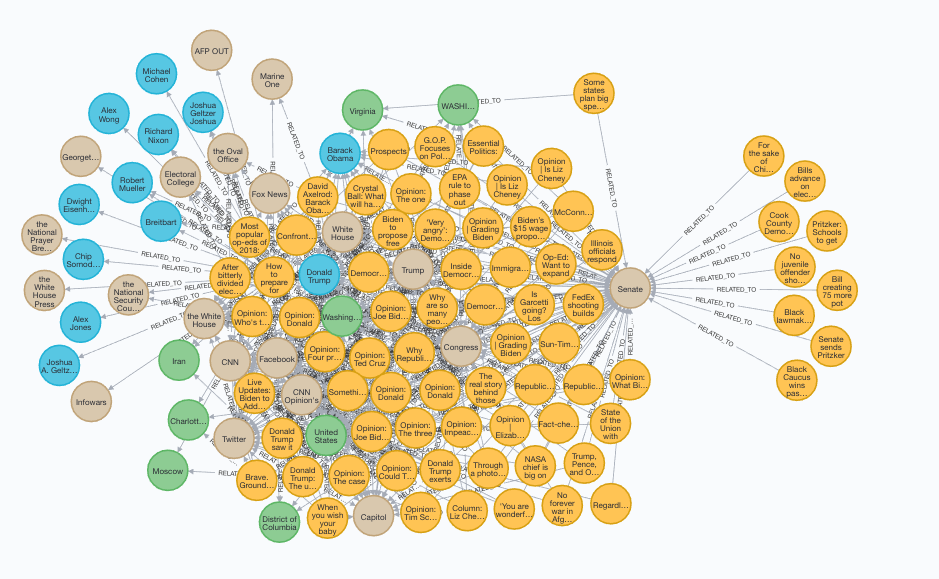 AFP OUT
Michael
Cohen
Marine
One
Some
states
plan big
spe...
Alex
Wong
Joshua
Geltzer
Joshua
Virginia
WASHI...
TED_TO
Richard
Nixon
Georget...
the Oval
Office
Barack
Obama
Prospects
G.O.P.
Focuses
on Pol...
Essential
Politics:
For
the sake
of
Chi...
Electoral
College
Opinion
| Is Liz
Cheney
Robert
Mueller
Fox News
David
Axelrod:
Barack
Oba...
Crystal
Ball: What
will ha...
Opinion:
The one
EPA
rule to
phase
out
Opinion
| Is Liz
Cheney
Bills
advance
on
elec...
Dwight
Eisenh...
Breitbart
'McConn...
Cook
County
Demo...
Pritzker:
Schools
to get
the
National
Prayer
Bre...
Most
popular
op-eds of
2018:
Confront...
White
House
Biden
to propose
free
'Very
angry':
Demo...
Opinion
| Grading
Biden
Biden's
$15 wage
propo...
Illinois
officials
respond
Chip
Somod...
After
bitterly
divided
elec...
How
to
prepare
for
Donald
Trump
Democr...
Trump
Inside
Democr...
Immigra...
Op-Ed:
Want to
expand
No
juvenile
offender
sho...
the
White
House
Press
the
National
Security
Cou...
Senate
Bill
creating
75 more
pot
Alex
Jones
the White
House
Opinion:
Who's t...
Opinion:
Donald
Washing...
Opinion:
Joe Bid...
Why
are so
many
peo...
Democr...
Is
Garcetti
going?
Los
FedEx
shooting
builds
Black
lawmak...
Joshua
A. Geltz...
Iran
CNN
Facebook
Opinion:
Four pr...
Opinion:
Ted Cruz
Why
Republi...
Congress
Opinion
| Grading
Biden
Sun-Tim...
Senate
sends
Pritzker
Infowars
Live
Updates:
Biden to
Add...
CNN
Opinion's
Somethi...
Opinion:
Donald
Opinion:
Donald
The
real story
behind
those
Republic...
Republic...
Opinion:
What Bi...
Black
Caucus
wins
pas...
Charlott...
Twitter
Donald
Trump
saw it
United
States
Opinion:
Joe Bid...
Opinion:
The three
Opinion:
Impeac...
Opinion
|
Elizab...
Fact-che...
State
of the
Union
with
Moscow
Brave.
Ground...
Donald
Trump:
The u...
Opinion:
The case
Opinion:
Could T...
Donald
Trump
exerts
Through
a photo...
NASA
chief is
big on
Trump,
Pence,
and O...
District of
Columbia
When
you wish
your
baby
Capitol
Opinion:
Tim Sc...
Column:
Liz Che...
'You are
wonderf...
No
forever
war in
Afg...
Regardi...
RELATED_TO
RELATED_TO
RELATED_TO
RELATED_TO
RELATED_TO
RELATED_TO
RELATED_TO
RELATED_TO
RELATED_TO
RELATED_TO
RELATED_TO
RELATED_TO